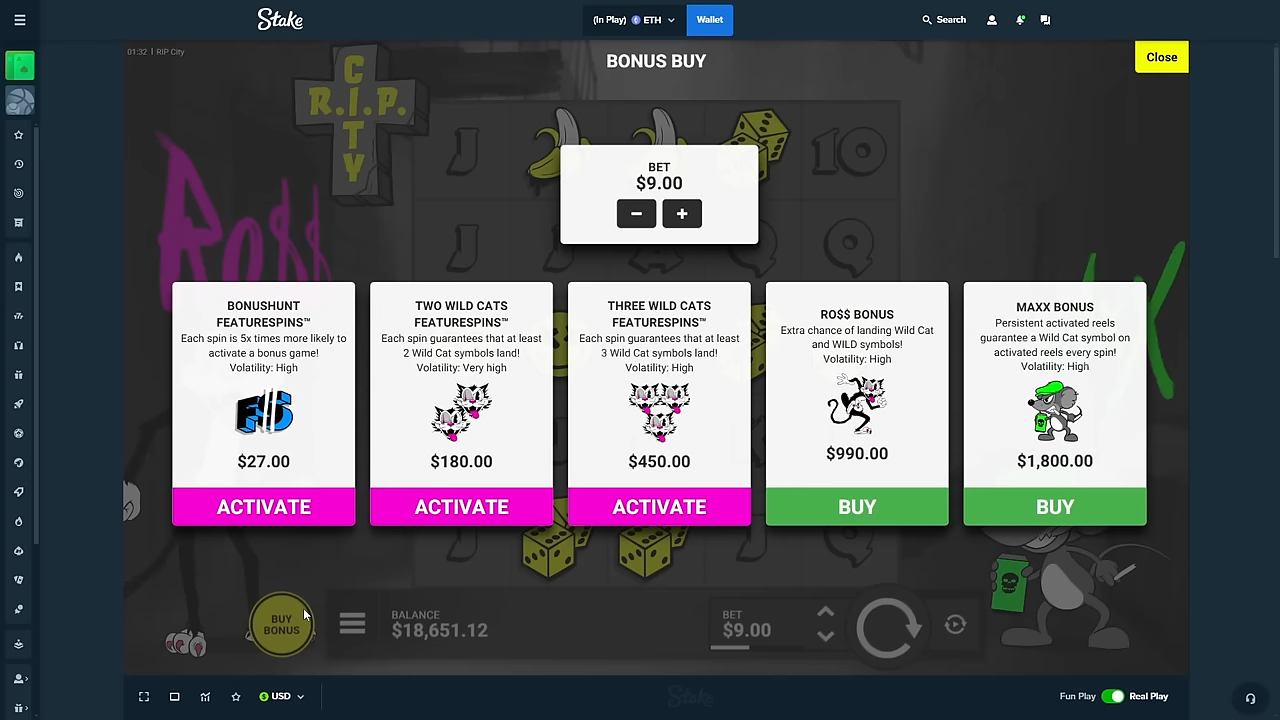 Stake
(In Play) ETH
Wallet
Search
01:32 | RIP City
BONUS BUY
Close
CITY
R.I.P.
J
10
BET
$9.00
−
+
Ro$$
J
J
A
Q
Q
BONUSHUNT
FEATURESPINS™
Each spin is 5x times more likely to
activate a bonus game!
Volatility: High
FS
$27.00
ACTIVATE
TWO WILD CATS
FEATURESPINS™
Each spin guarantees that at least
2 Wild Cat symbols land!
Volatility: Very high
$180.00
ACTIVATE
THREE WILD CATS
FEATURESPINS™
Each spin guarantees that at least
3 Wild Cat symbols land!
Volatility: High
$450.00
ACTIVATE
RO$$ BONUS
Extra chance of landing Wild Cat
and WILD symbols!
Volatility: High
$990.00
BUY
MAXX BONUS
Persistent activated reels
guarantee a Wild Cat symbol on
activated reels every spin!
Volatility: High
$1,800.00
BUY
J
J
Q
BUY
BONUS
BALANCE
$18,651.12
BET
$9.00
USD
Stake
Fun Play
Real Play